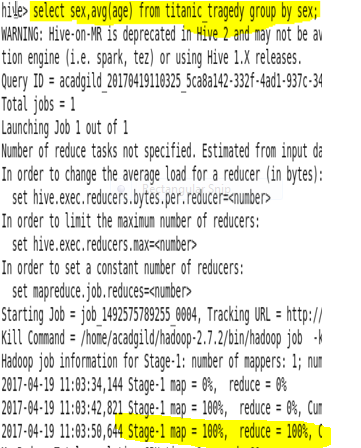 hive> select sex,avg(age) from titanic_tragedy group by sex;
WARNING: Hive-on-MR is deprecated in Hive 2 and may not be av
tion engine (i.e. spark, tez) or using Hive 1.X releases.
Query ID = acadgild_20170419110325_5ca8a142-332f-4ad1-937c-34
Total jobs = 1
Launching Job 1 out of 1
Number of reduce tasks not specified. Estimated from input da
In order to change the average load for a reducer (in bytes):
set hive.exec.reducers.bytes.per.reducer=<number>
In order to limit the maximum number of reducers:
set hive.exec.reducers.max=<number>
In order to set a constant number of reducers:
set mapreduce.job.reduces=<number>
Starting Job = job_1492575789255_0004, Tracking URL = http://
Kill Command = /home/acadgild/hadoop-2.7.2/bin/hadoop job -k
Hadoop job information for Stage-1: number of mappers: 1; num
2017-04-19 11:03:34,144 Stage-1 map = 0%, reduce = 0%
2017-04-19 11:03:42,821 Stage-1 map = 100%, reduce = 0%, Cum
2017-04-19 11:03:50,644 Stage-1 map = 100%, reduce = 100%, C